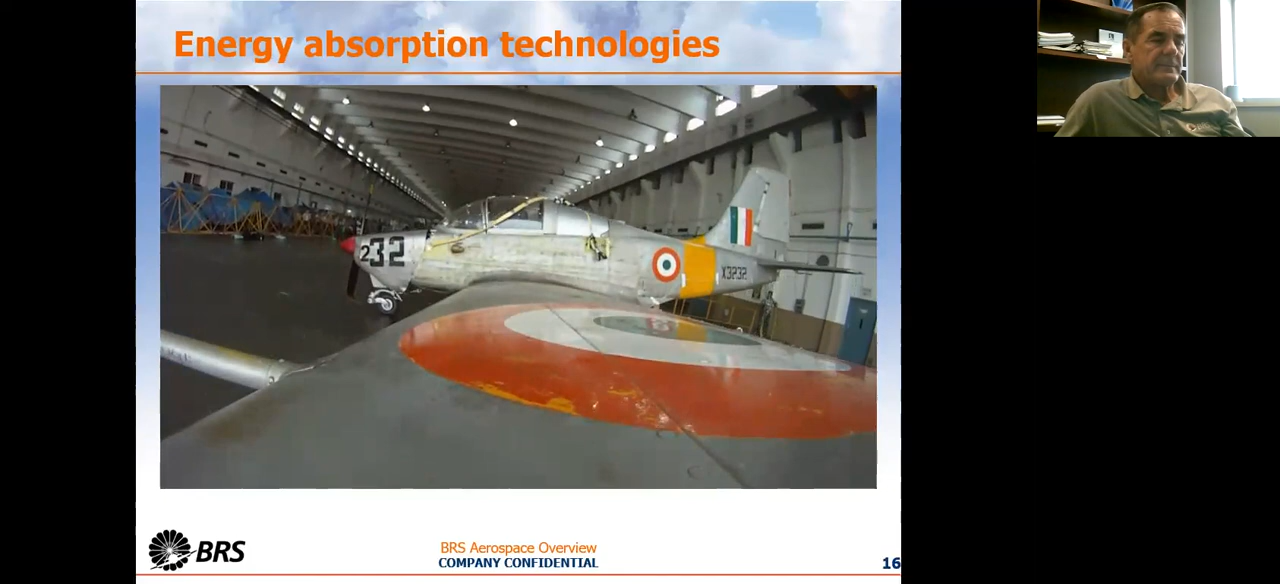 Energy absorption technologies
232
X3232
BRS
BRS Aerospace Overview
COMPANY CONFIDENTIAL
16